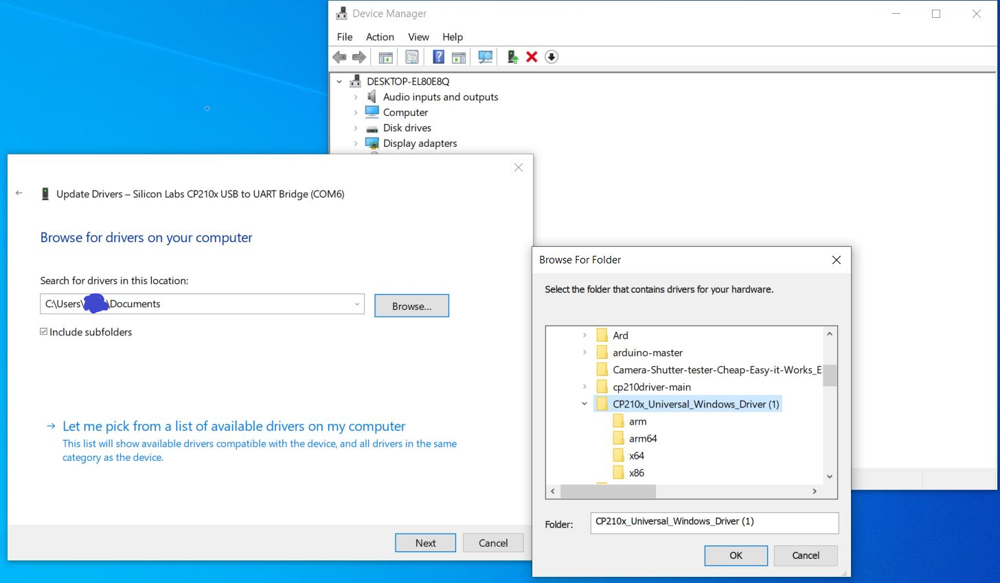 Device Manager
File Action View Help
DESKTOP-EL80E8Q
Audio inputs and outputs
Computer
Disk drives
Display adapters
Update Drivers – Silicon Labs CP210x USB to UART Bridge (COM6)
Browse for drivers on your computer
Search for drivers in this location:
C:\Users\ \Documents
Browse...
Include subfolders
Let me pick from a list of available drivers on my computer
This list will show available drivers compatible with the device, and all drivers in the same
category as the device.
Next Cancel
Browse For Folder
Select the folder that contains drivers for your hardware.
Ard
arduino-master
Camera-Shutter-tester-Cheap-Easy-it-Works_E
cp210driver-main
CP210x_Universal_Windows_Driver (1)
arm
arm64
x64
x86
Folder: CP210x_Universal_Windows_Driver (1)
OK Cancel